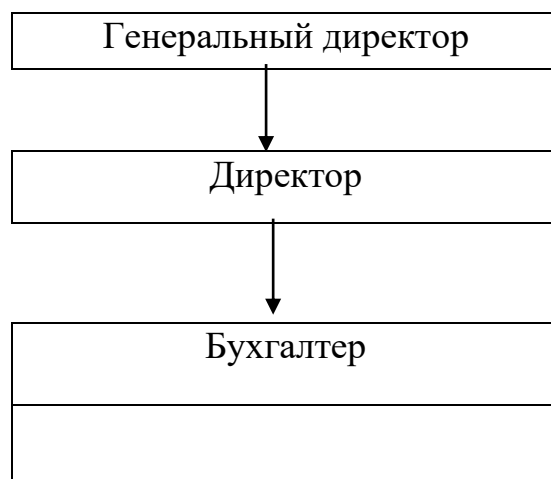 Генеральный директор
Директор
Бухгалтер